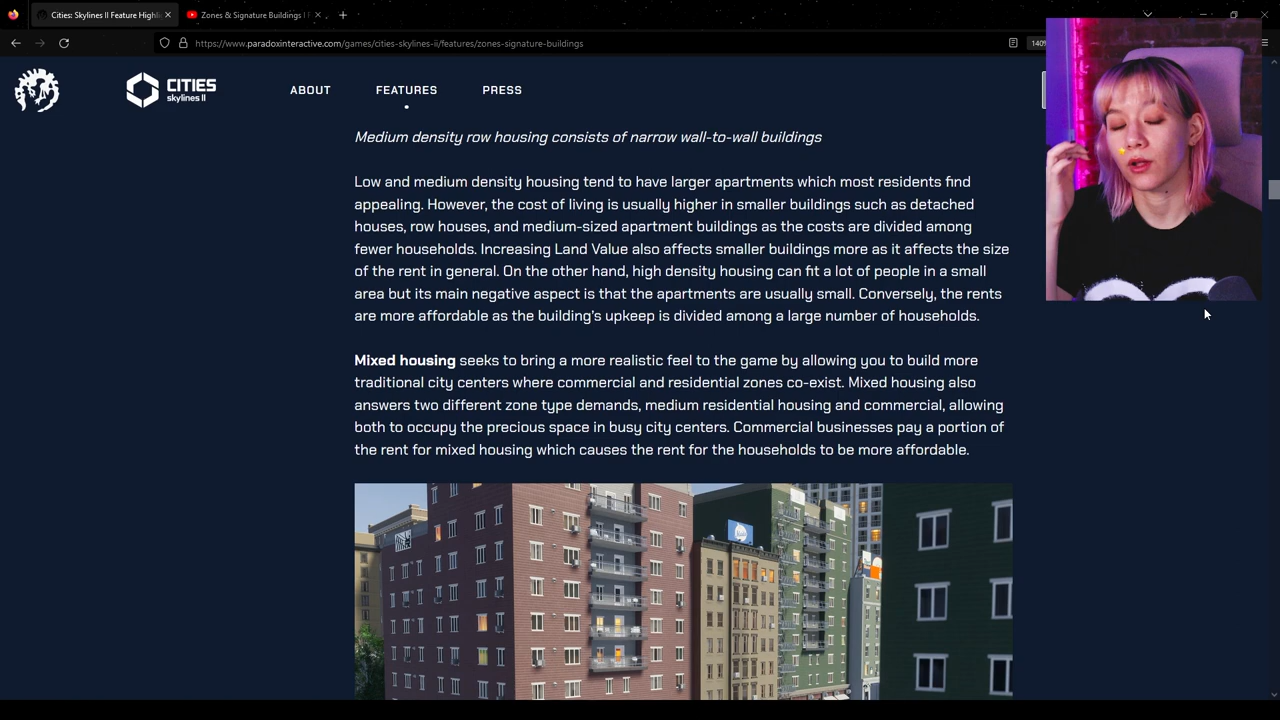 Cities: Skylines II Feature Highli
Zones & Signature Buildings I
https://www.paradoxinteractive.com/games/cities-skylines-ii/features/zones-signature-buildings
140%
CITIES
skylines II
ABOUT
FEATURES
PRESS
Medium density row housing consists of narrow wall-to-wall buildings
Low and medium density housing tend to have larger apartments which most residents find
appealing. However, the cost of living is usually higher in smaller buildings such as detached
houses, row houses, and medium-sized apartment buildings as the costs are divided among
fewer households. Increasing Land Value also affects smaller buildings more as it affects the size
of the rent in general. On the other hand, high density housing can fit a lot of people in a small
area but its main negative aspect is that the apartments are usually small. Conversely, the rents
are more affordable as the building's upkeep is divided among a large number of households.
Mixed housing seeks to bring a more realistic feel to the game by allowing you to build more
traditional city centers where commercial and residential zones co-exist. Mixed housing also
answers two different zone type demands, medium residential housing and commercial, allowing
both to occupy the precious space in busy city centers. Commercial businesses pay a portion of
the rent for mixed housing which causes the rent for the households to be more affordable.